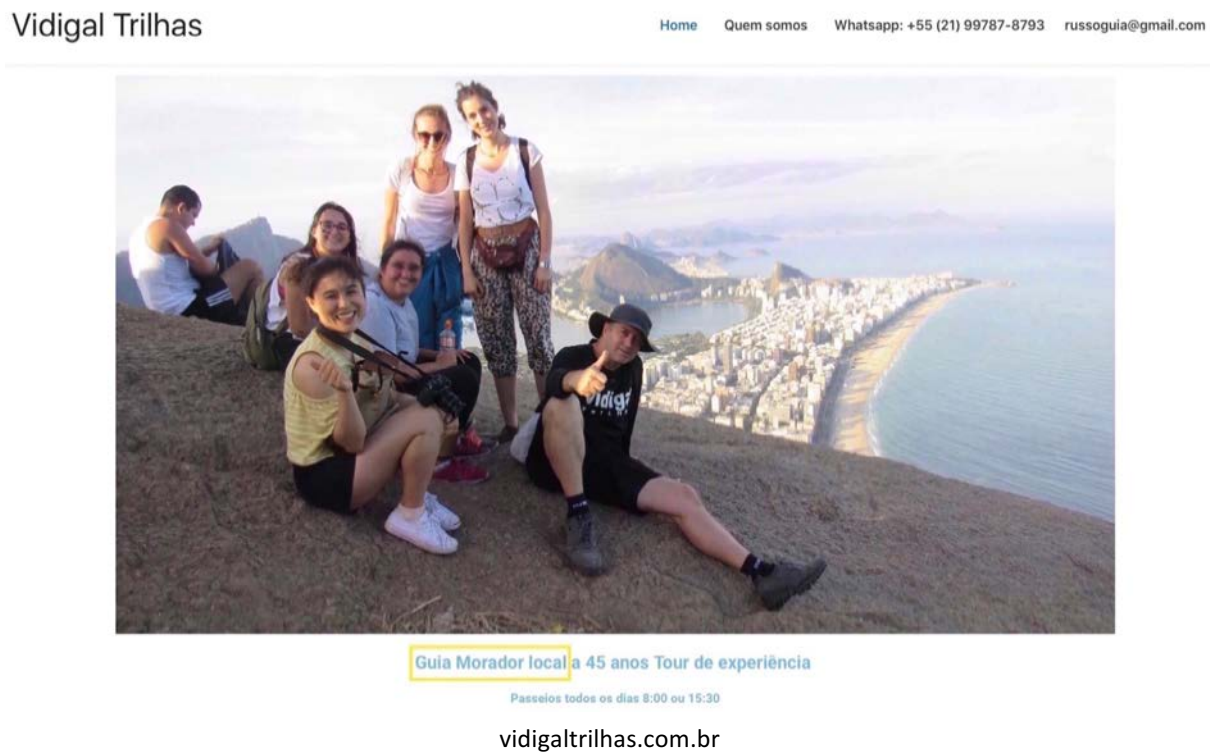 Vidigal Trilhas
Home Quem somos Whatsapp: +55 (21) 99787-8793 russoguia@gmail.com
Guia Morador local a 45 anos Tour de experiência
Passeios todos os dias 8:00 ou 15:30
vidigaltrilhas.com.br